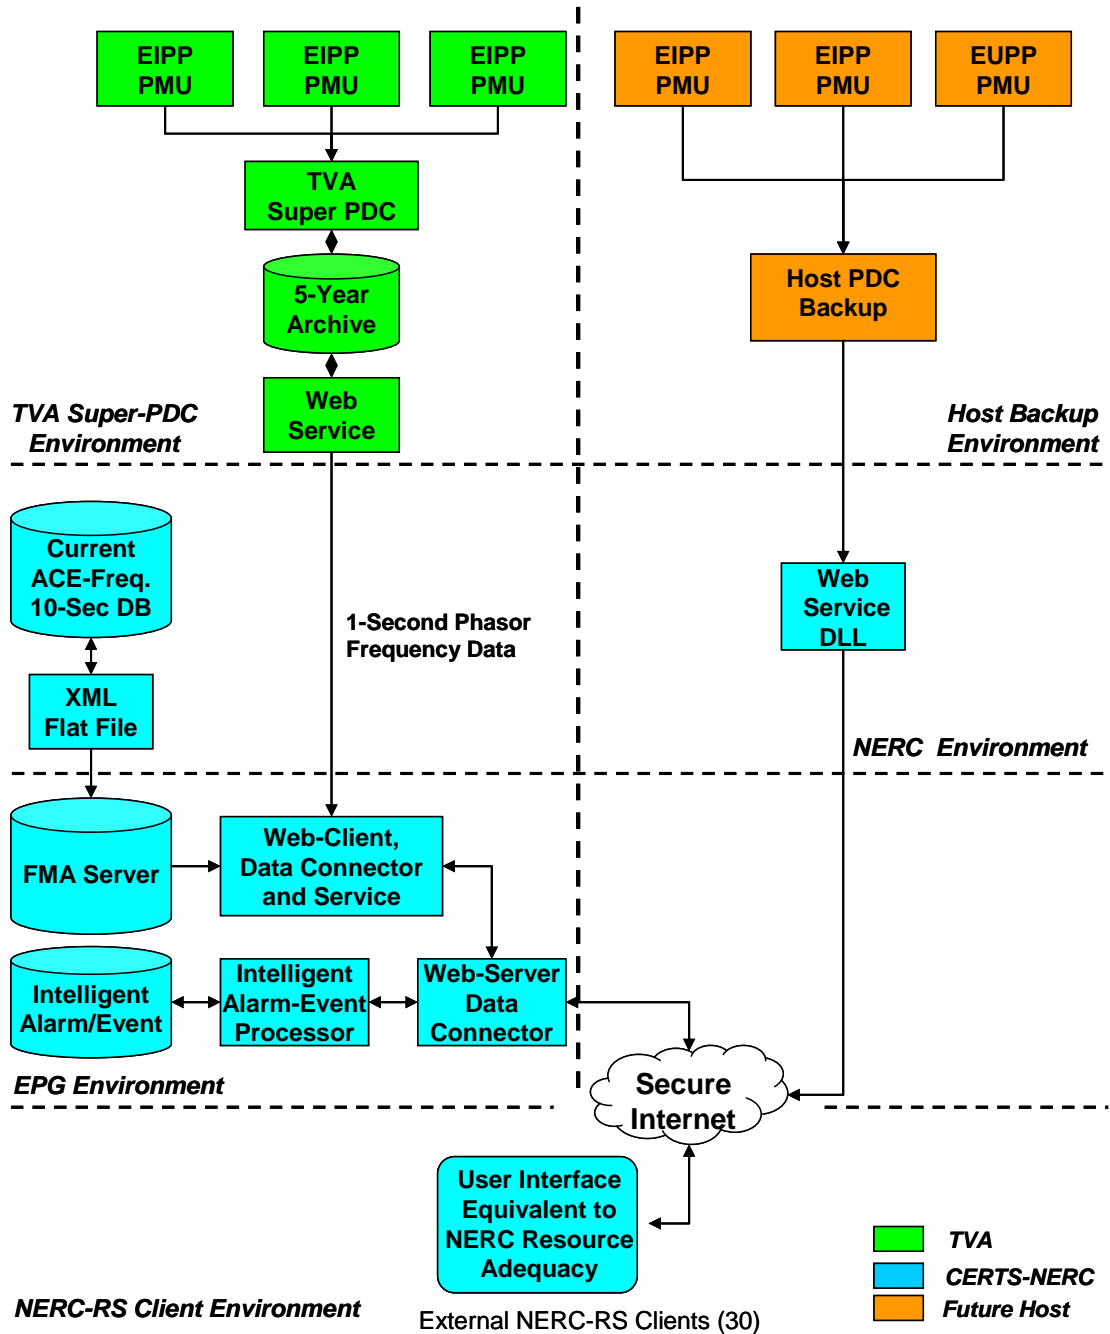 EIPP
PMU
EIPP
PMU
EIPP
PMU
EIPP
PMU
EIPP
PMU
EUPP
PMU
TVA
Super PDC
5-Year
Archive
Web
Service
TVA Super-PDC
Environment
Host PDC
Backup
Host Backup
Environment
Current
ACE-Freq.
10-Sec DB
XML
Flat File
1-Second Phasor
Frequency Data
Web
Service
DLL
NERC Environment
FMA Server
Web-Client,
Data Connector
and Service
Intelligent
Alarm/Event
Intelligent
Alarm-Event
Processor
Web-Server
Data
Connector
EPG Environment
Secure
Internet
User Interface
Equivalent to
NERC Resource
Adequacy
External NERC-RS Clients (30)
NERC-RS Client Environment
TVA
CERTS-NERC
Future Host